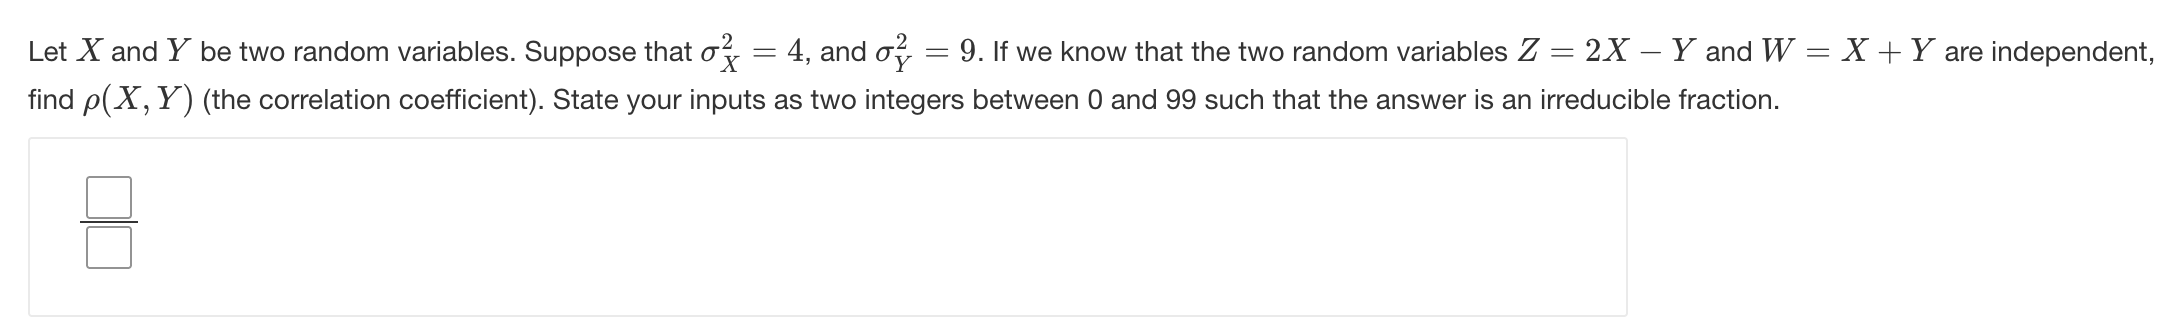 Let X and Y be two random variables. Suppose that σ²_X = 4, and σ²_Y = 9. If we know that the two random variables Z = 2X − Y and W = X + Y are independent,
find ρ(X, Y) (the correlation coefficient). State your inputs as two integers between 0 and 99 such that the answer is an irreducible fraction.